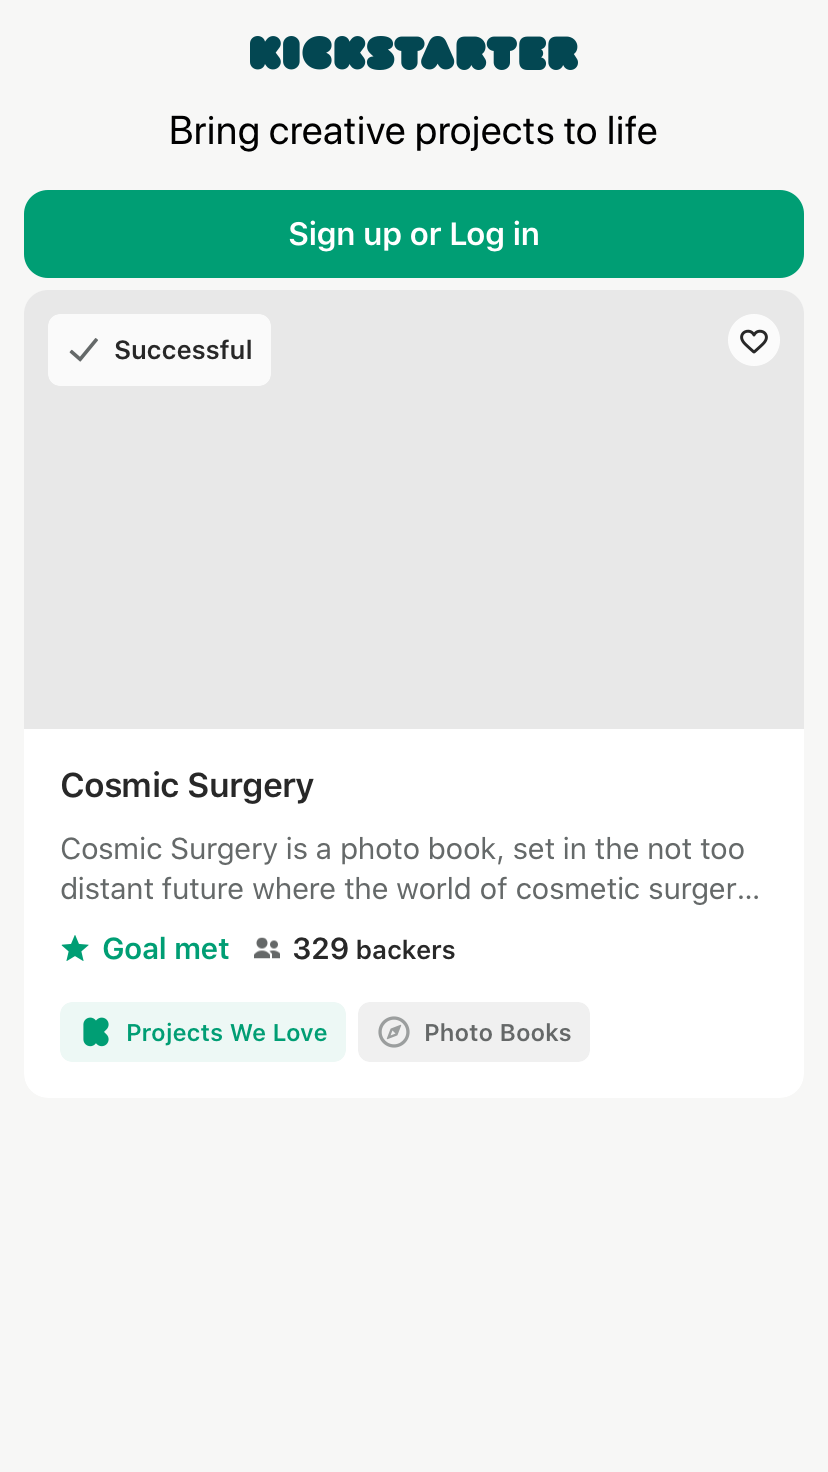 KICKSTARTER
Bring creative projects to life
Sign up or Log in
Successful
Cosmic Surgery
Cosmic Surgery is a photo book, set in the not too
distant future where the world of cosmetic surger…
Goal met 329 backers
Projects We Love Photo Books